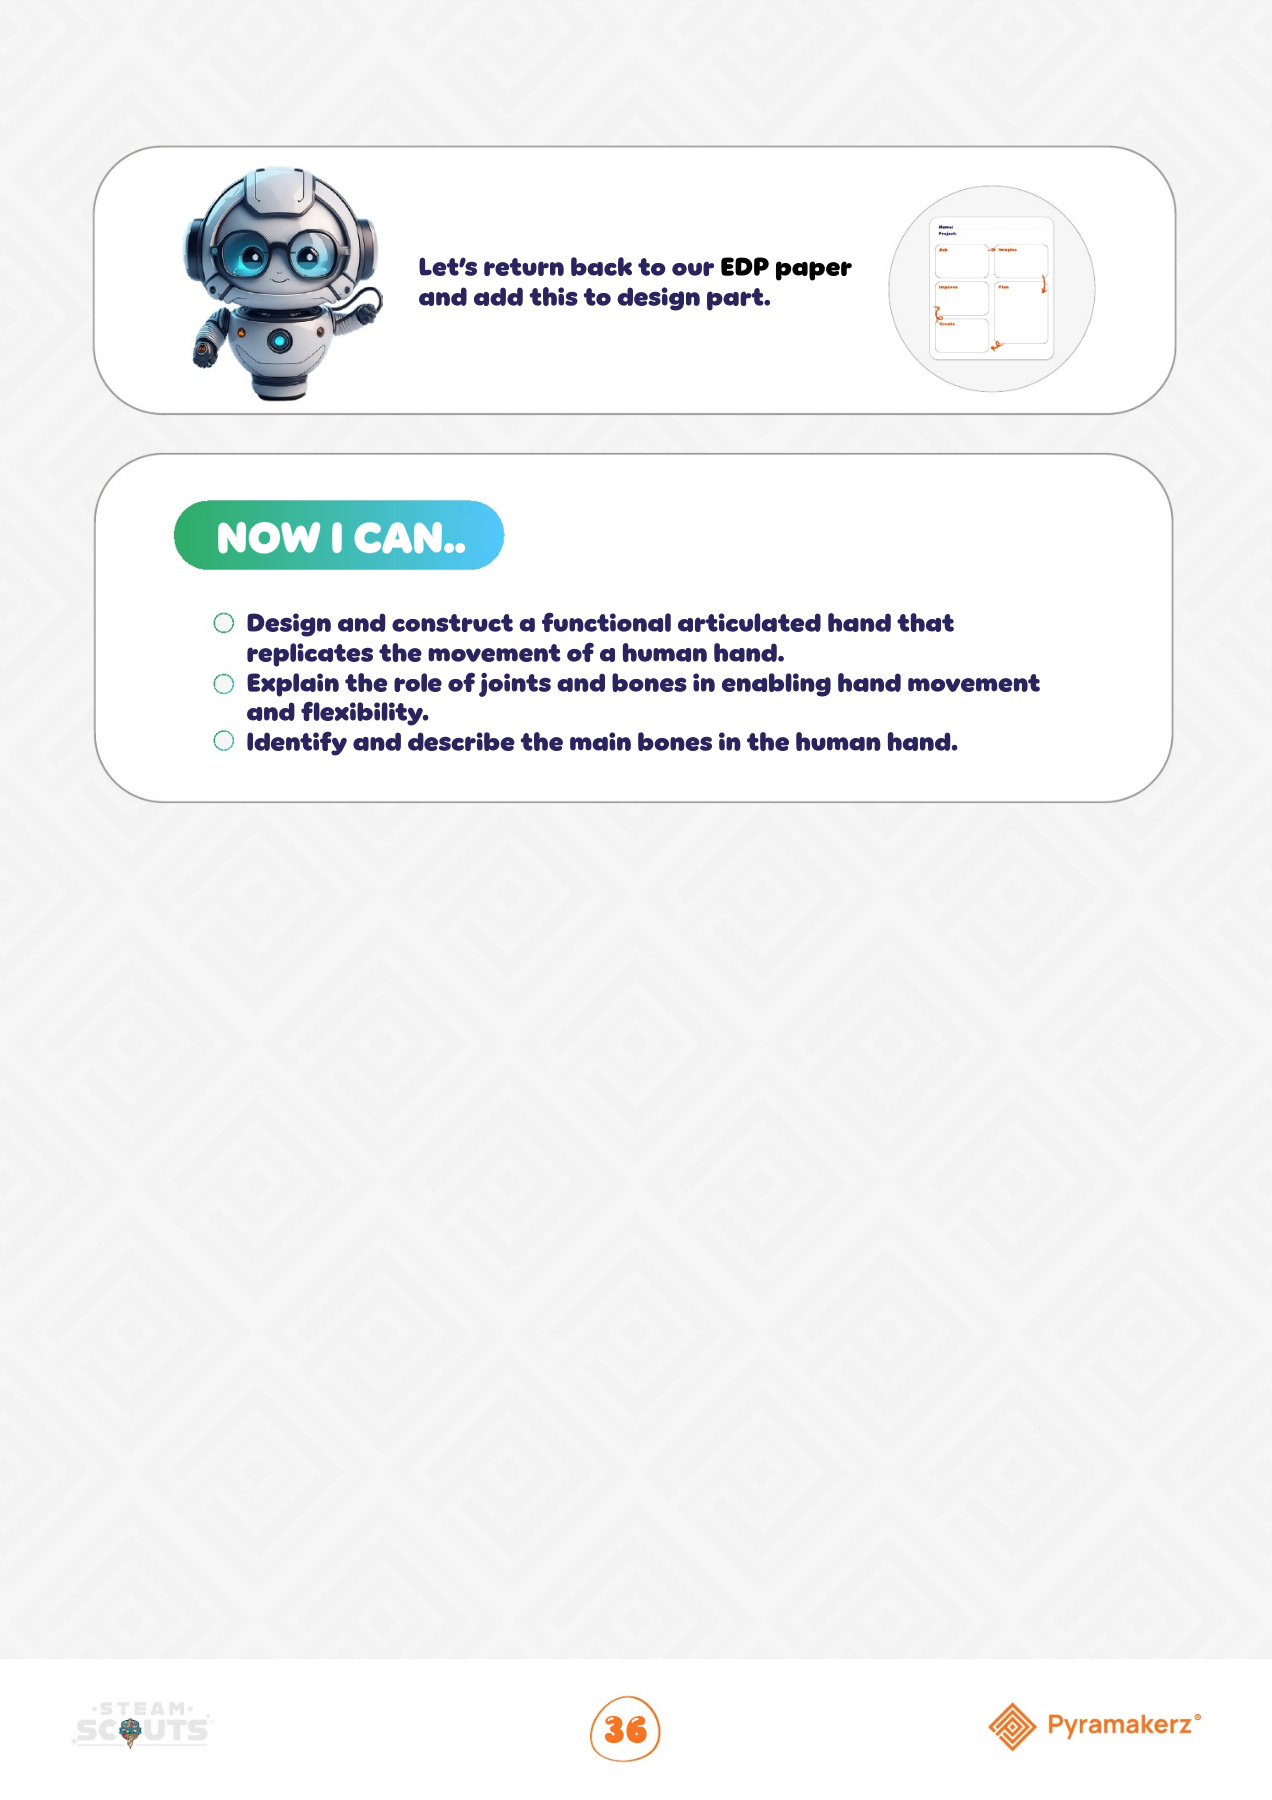 Let's return back to our EDP paper
and add this to design part.
Name:
Project:
Ask
Imagine
Improve
Plan
Create
NOW I CAN..
Design and construct a functional articulated hand that
replicates the movement of a human hand.
Explain the role of joints and bones in enabling hand movement
and flexibility.
Identify and describe the main bones in the human hand.
STEAM
SCOUTS
36
Pyramakerz®